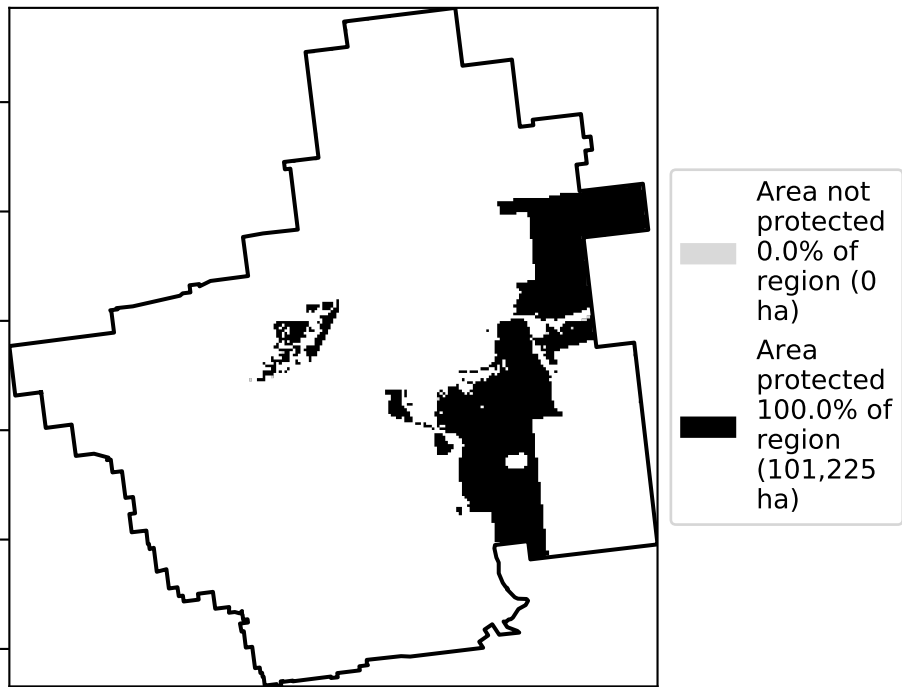 Area not
protected
0.0% of
region (0
ha)
Area
protected
100.0% of
region
(101,225
ha)